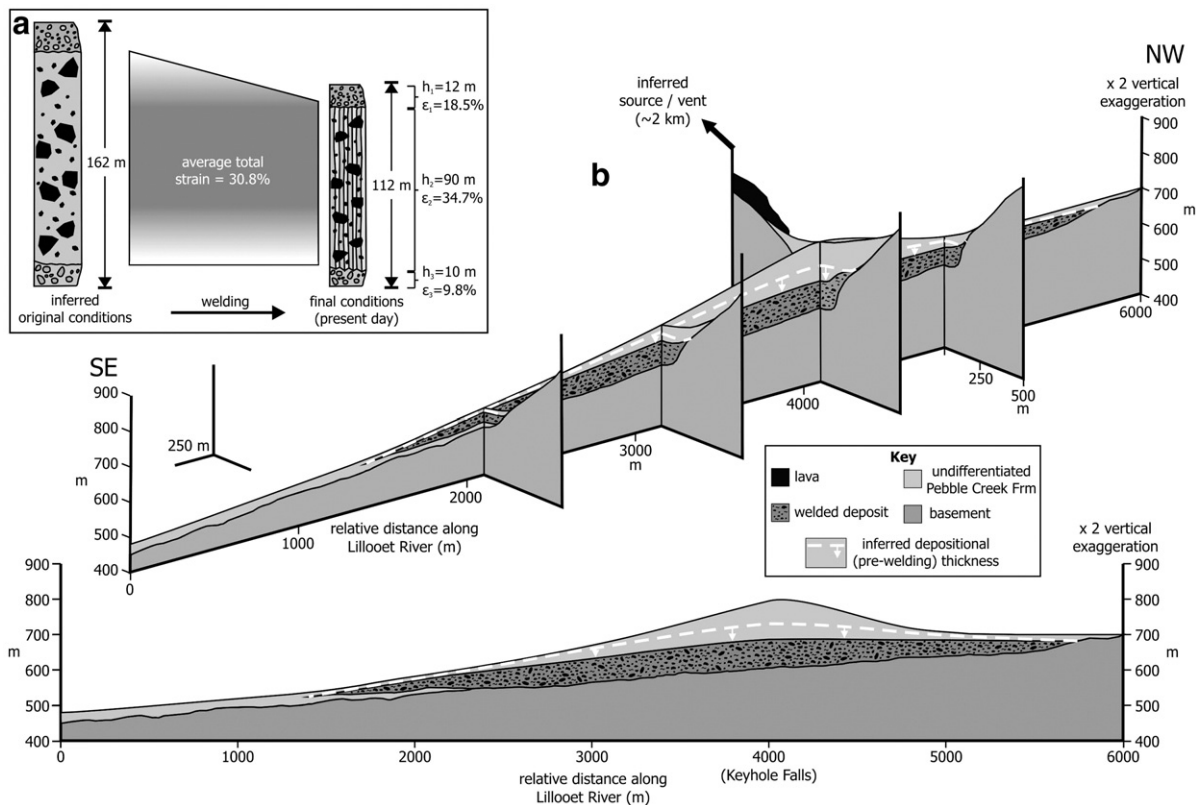 a
162 m
average total
strain = 30.8%
112 m
h₁=12 m
ε₁=18.5%
h₂=90 m
ε₂=34.7%
h₃=10 m
ε₃=9.8%
inferred
original conditions
welding
final conditions
(present day)
b
inferred
source / vent
(~2 km)
NW
x 2 vertical
exaggeration
900
800
700
600
500
400
6000
250
500
m
4000
3000
m
2000
1000
0
relative distance along
Lillooet River (m)
SE
900
800
700
m
600
500
400
250 m
Key
lava
undifferentiated
Pebble Creek Frm
welded deposit
basement
inferred depositional
(pre-welding) thickness
x 2 vertical
exaggeration
900
800
700
m
600
500
400
900
800
700
m
600
500
400
0
1000
2000
3000
4000
5000
6000
relative distance along
Lillooet River (m)
(Keyhole Falls)